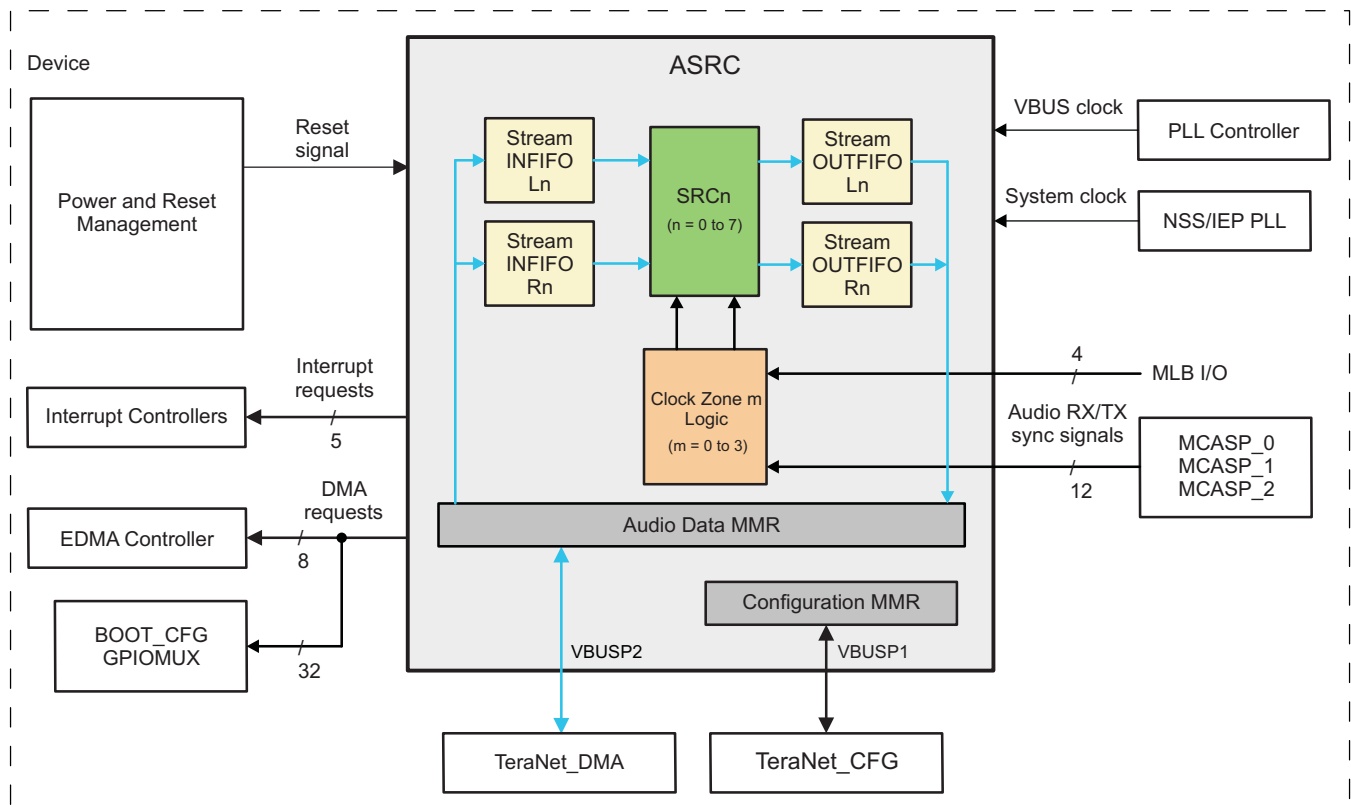 Device
ASRC
Power and Reset
Management
Reset
signal
Stream
INFIFO
Ln
Stream
INFIFO
Rn
SRCn
(n = 0 to 7)
Stream
OUTFIFO
Ln
Stream
OUTFIFO
Rn
VBUS clock
PLL Controller
System clock
NSS/IEP PLL
Clock Zone m
Logic
(m = 0 to 3)
4
MLB I/O
Audio RX/TX
sync signals
12
MCASP_0
MCASP_1
MCASP_2
Interrupt
requests
5
Interrupt Controllers
DMA
requests
8
EDMA Controller
BOOT_CFG
GPIOMUX
32
Audio Data MMR
Configuration MMR
VBUSP2
VBUSP1
TeraNet_DMA
TeraNet_CFG